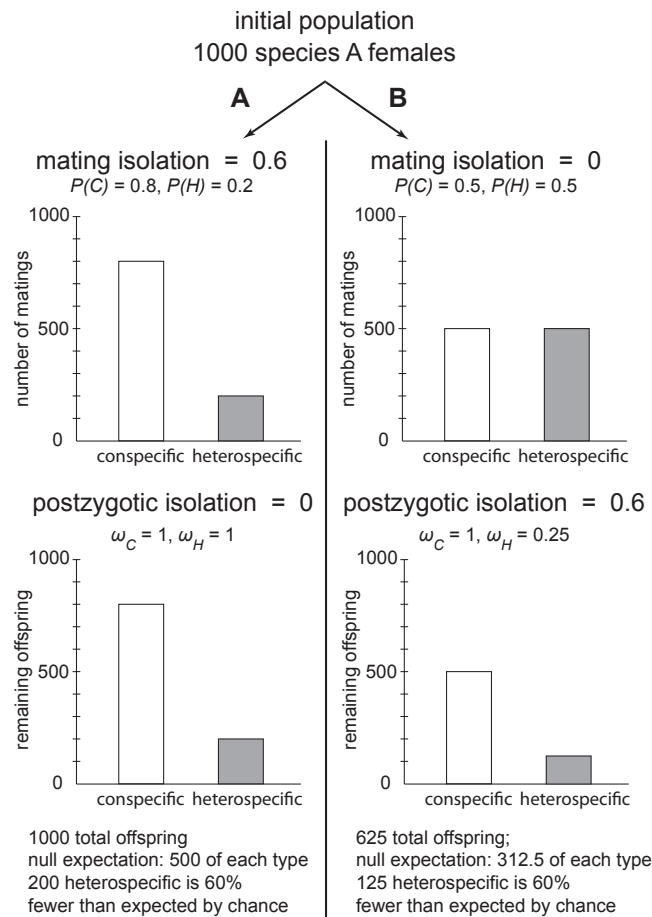 initial population
1000 species A females
A
B
mating isolation = 0.6
P(C) = 0.8, P(H) = 0.2
1000
500
0
number of matings
conspecific heterospecific
postzygotic isolation = 0
ω_C = 1, ω_H = 1
1000
500
0
remaining offspring
conspecific heterospecific
1000 total offspring
null expectation: 500 of each type
200 heterospecific is 60%
fewer than expected by chance
mating isolation = 0
P(C) = 0.5, P(H) = 0.5
1000
500
0
number of matings
conspecific heterospecific
postzygotic isolation = 0.6
ω_C = 1, ω_H = 0.25
1000
500
0
remaining offspring
conspecific heterospecific
625 total offspring;
null expectation: 312.5 of each type
125 heterospecific is 60%
fewer than expected by chance